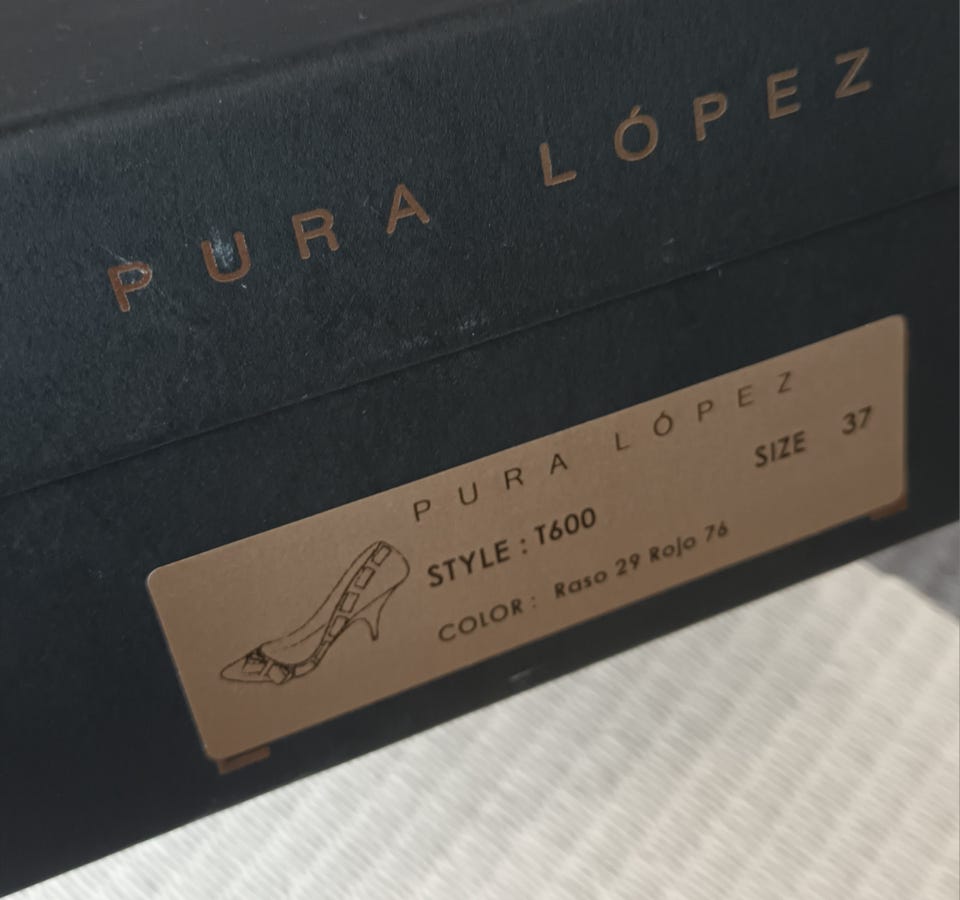 PURA LÓPEZ
PURA LÓPEZ
SIZE 37
STYLE : T600
COLOR : Raso 29 Rojo 76